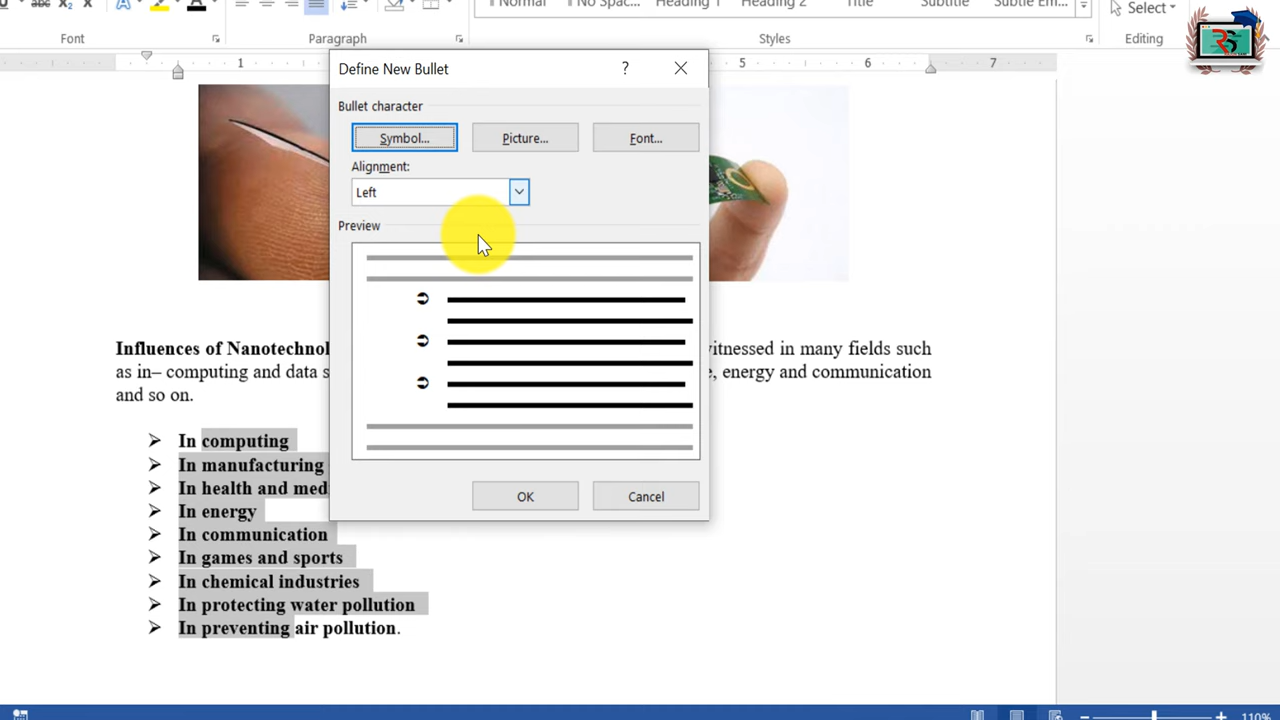 Normal
No Spac...
Heading 1
Heading 2
Title
Subtitle
Subtle Em...
Select
Font
Paragraph
Styles
Editing
1
5
6
7
Define New Bullet
?
Bullet character
Symbol...
Picture...
Font...
Alignment:
Left
Preview
OK
Cancel
Influences of Nanotechnol
witnessed in many fields such
as in– computing and data s
, energy and communication
and so on.
In computing
In manufacturing
In health and med
In energy
In communication
In games and sports
In chemical industries
In protecting water pollution
In preventing air pollution.
110%